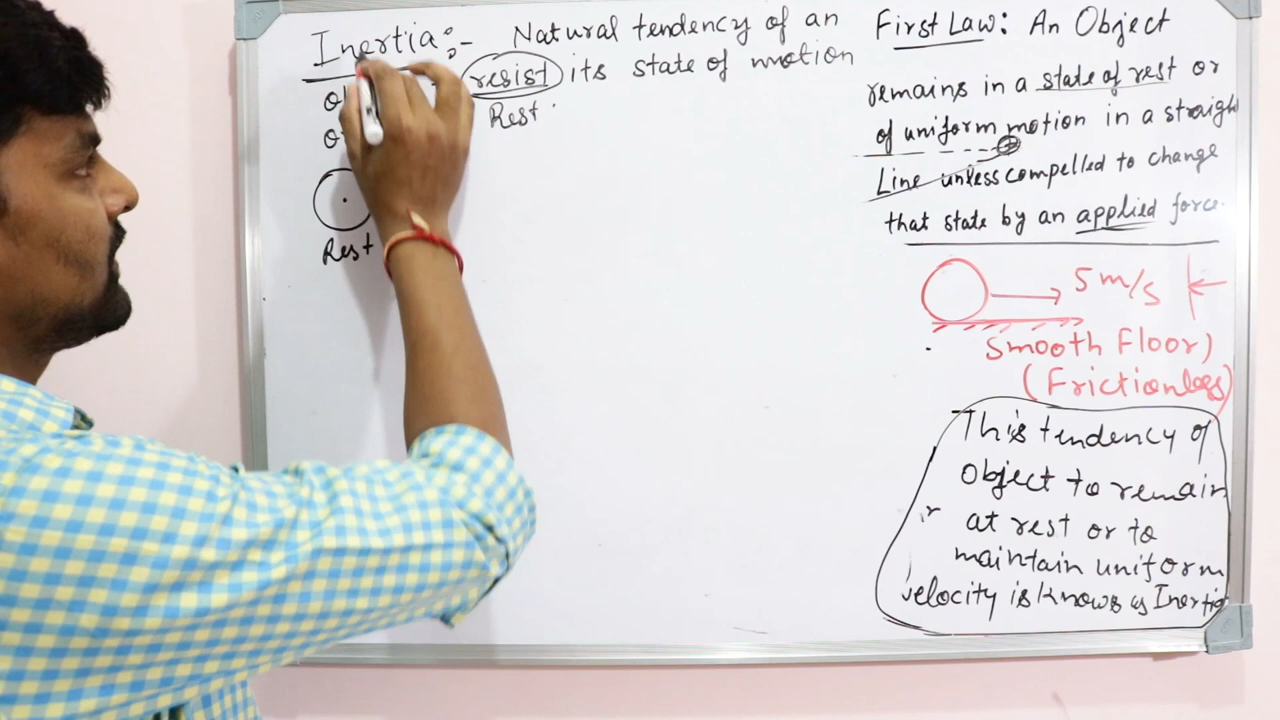 Inertia:- Natural tendency of an
resist its state of motion
Rest.
Rest
First Law: An Object
remains in a state of rest or
of uniform motion in a straight
Line unless compelled to change
that state by an applied force.
5 m/s
Smooth Floor)
(Frictionless)
This tendency of
object to remain
at rest or to
maintain uniform
velocity is knows as Inertia